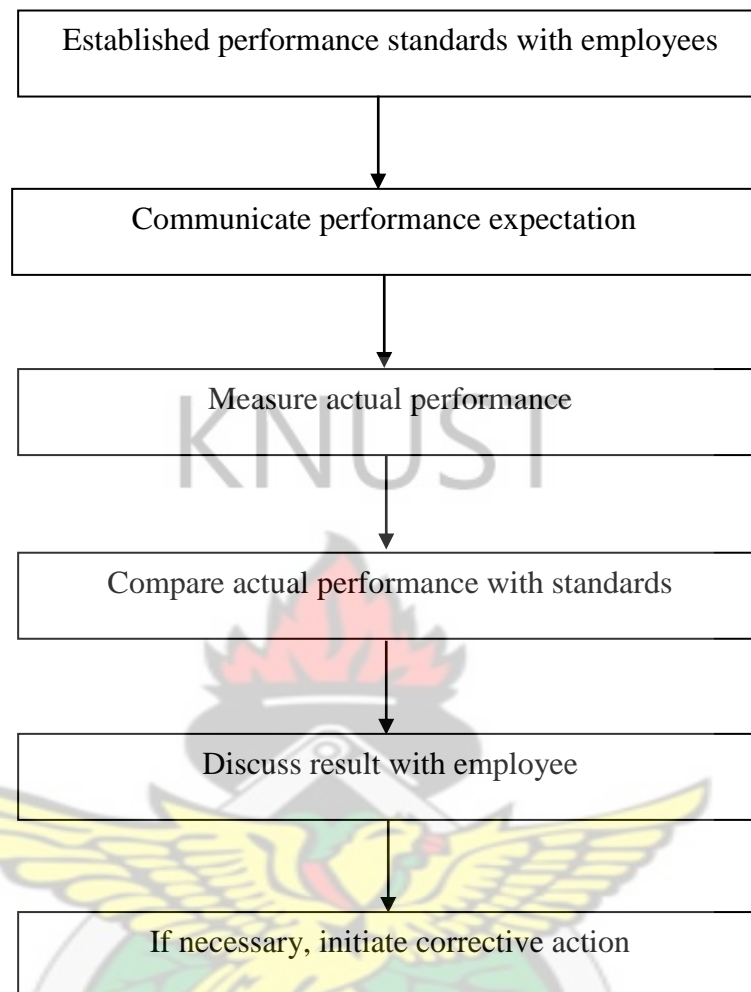 Established performance standards with employees
Communicate performance expectation
Measure actual performance
KNUST
Compare actual performance with standards
Discuss result with employee
If necessary, initiate corrective action